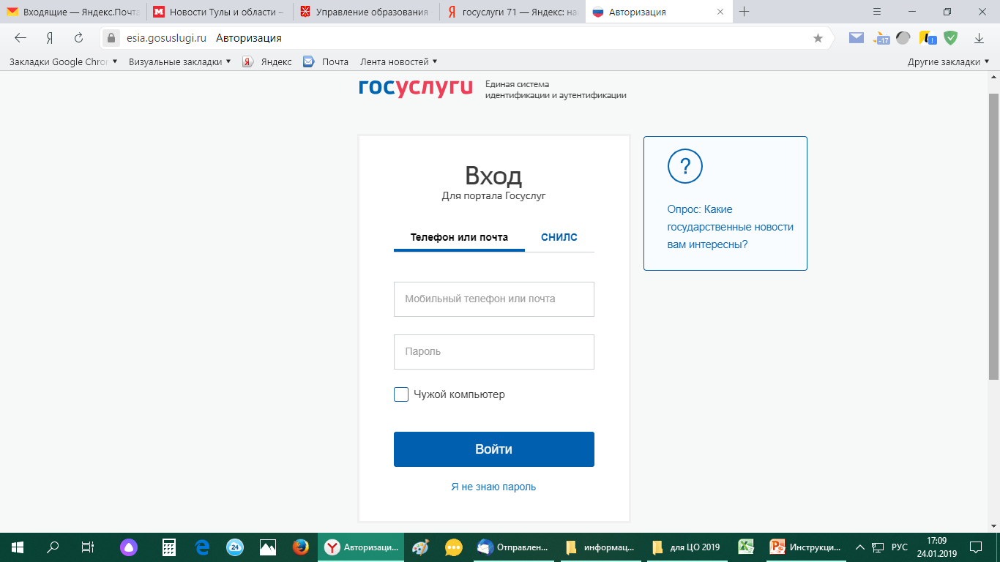 Входящие — Яндекс.Почта
Новости Тулы и области –
Управление образования
госуслуги 71 — Яндекс: на
Авторизация
esia.gosuslugi.ru Авторизация
-17
Закладки Google Chro
Визуальные закладки
Яндекс
Почта
Лента новостей
Другие закладки
госуслуги
Единая система
идентификации и аутентификации
Вход
Для портала Госуслуг
Телефон или почта
СНИЛС
Мобильный телефон или почта
Пароль
Чужой компьютер
Войти
Я не знаю пароль
?
Опрос: Какие
государственные новости
вам интересны?
24
Авторизаци...
Отправлен...
информац...
для ЦО 2019
Инструкци...
РУС
17:09
24.01.2019